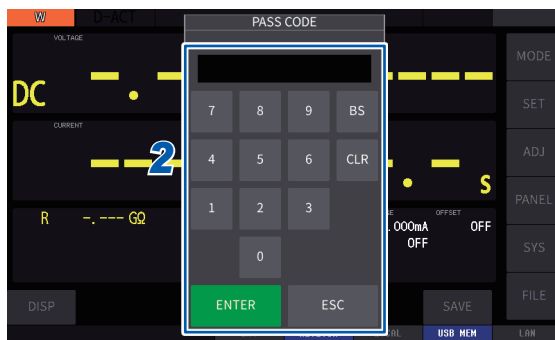 W D-ACT PASS CODE
VOLTAGE
DC -.- ---
MODE
7 8 9 BS
SET
CURRENT
4 5 6 CLR
ADJ
2
--- .- S
PANEL
1 2 3
R -.--- GΩ
OFFSET
.000mA OFF
OFF
0
SYS
FILE
DISP ENTER ESC SAVE
USB MEM LAN